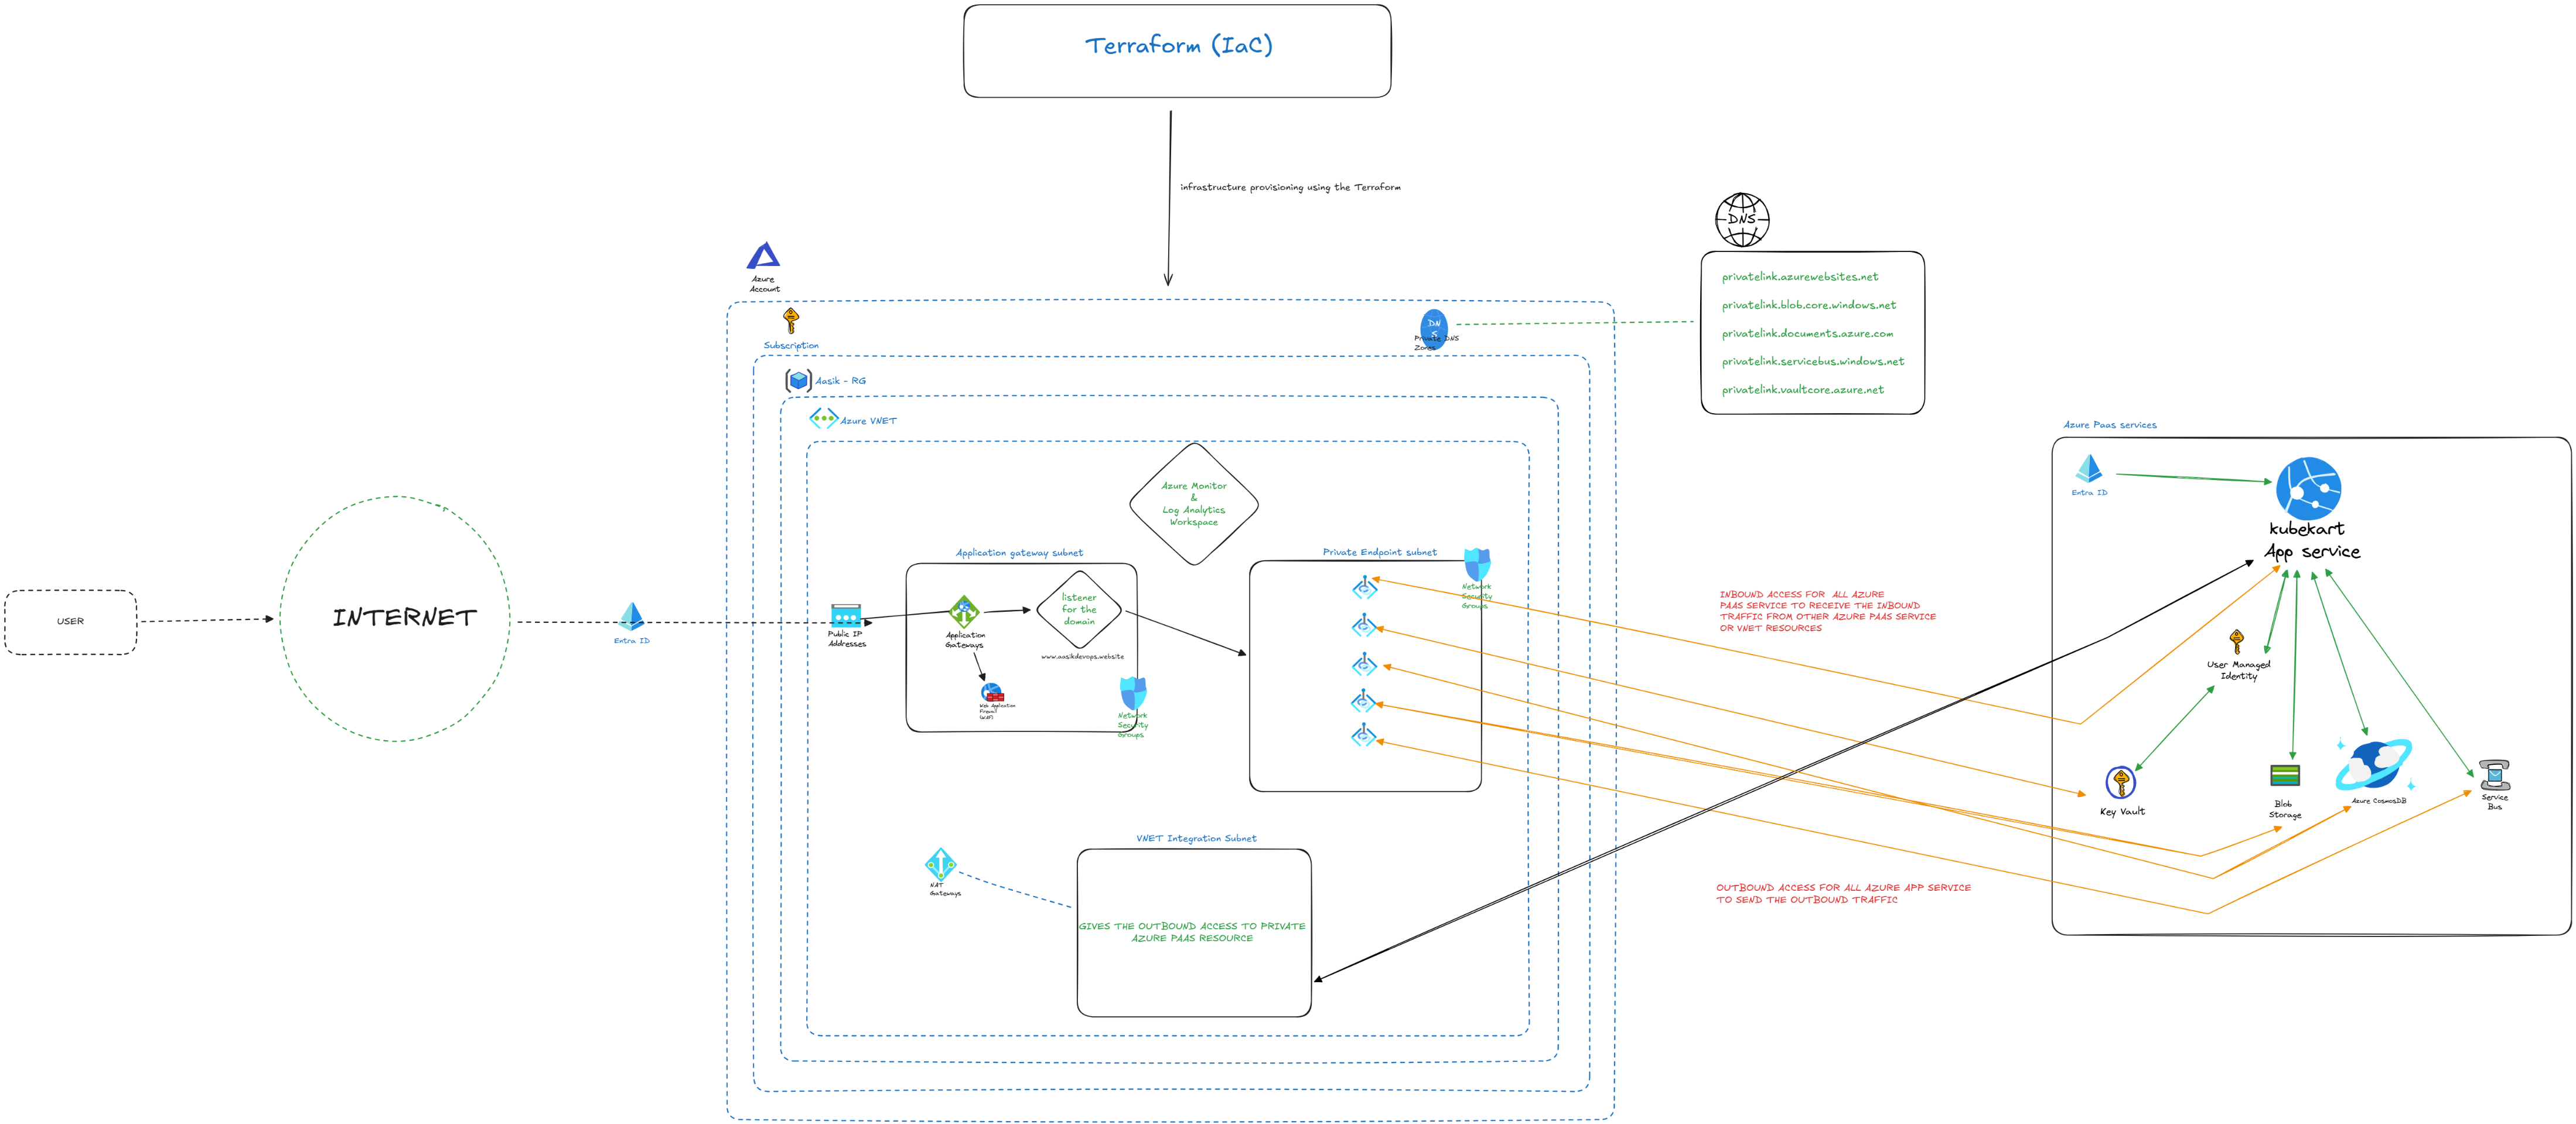 Terraform (IaC)
infrastructure provisioning using the Terraform
DNS
privatelink.azurewebsites.net
privatelink.blob.core.windows.net
privatelink.documents.azure.com
privatelink.servicebus.windows.net
privatelink.vaultcore.azure.net
Azure
Account
Subscription
DN
S
Private DNS
Zones
Aasik - RG
Azure VNET
Azure Monitor
&
Log Analytics
Workspace
USER
INTERNET
Entra ID
Public IP
Addresses
Application gateway subnet
Application
Gateways
listener
for the
domain
www.aasikdevops.website
Web Application
Firewall
(WAF)
Network
Security
Groups
Private Endpoint subnet
Network
Security
Groups
NAT
Gateways
VNET Integration Subnet
GIVES THE OUTBOUND ACCESS TO PRIVATE
AZURE PAAS RESOURCE
INBOUND ACCESS FOR ALL AZURE
PAAS SERVICE TO RECEIVE THE INBOUND
TRAFFIC FROM OTHER AZURE PAAS SERVICE
OR VNET RESOURCES
OUTBOUND ACCESS FOR ALL AZURE APP SERVICE
TO SEND THE OUTBOUND TRAFFIC
Azure Paas services
Entra ID
kubekart
App service
User Managed
Identity
Key Vault
Blob
Storage
Azure CosmosDB
Service
Bus